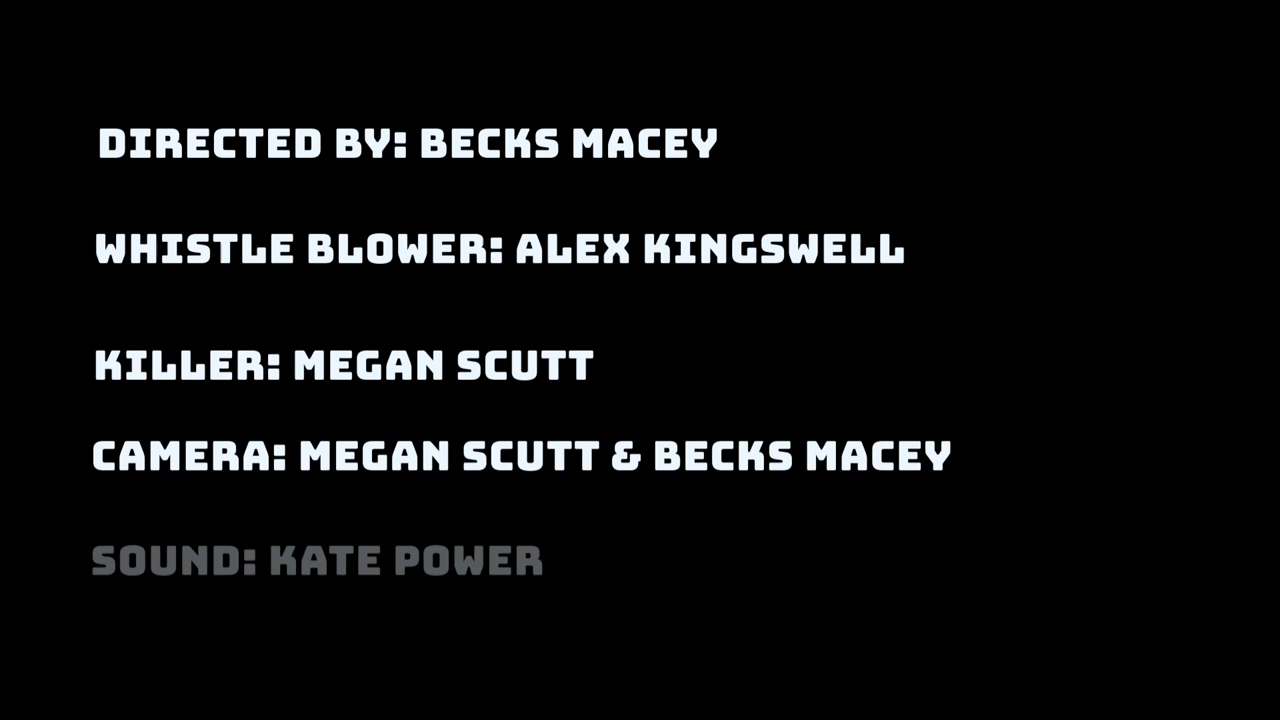 DIRECTED BY: BECKS MACEY
WHISTLE BLOWER: ALEX KINGSWELL
KILLER: MEGAN SCUTT
CAMERA: MEGAN SCUTT & BECKS MACEY
SOUND: KATE POWER